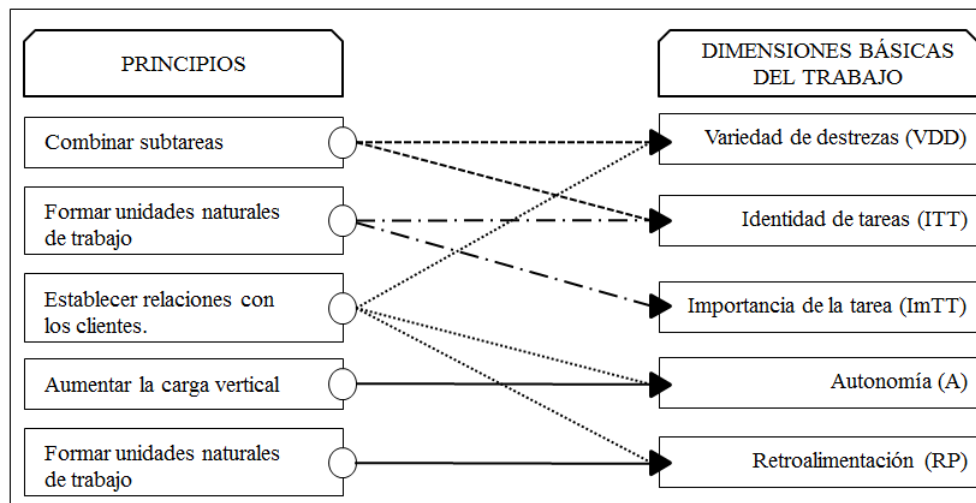 PRINCIPIOS
Combinar subtareas
Formar unidades naturales
de trabajo
Establecer relaciones con
los clientes.
Aumentar la carga vertical
Formar unidades naturales
de trabajo
DIMENSIONES BÁSICAS
DEL TRABAJO
Variedad de destrezas (VDD)
Identidad de tareas (ITT)
Importancia de la tarea (ImTT)
Autonomía (A)
Retroalimentación (RP)